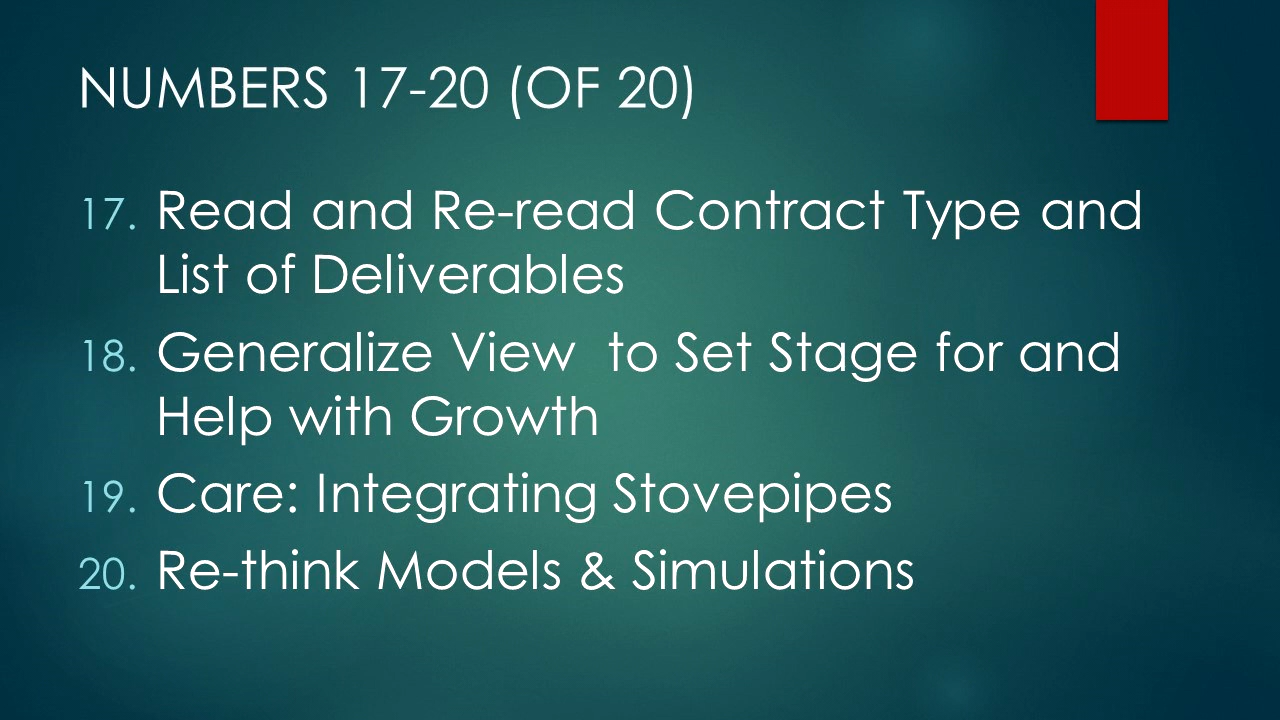 NUMBERS 17-20 (OF 20)
17. Read and Re-read Contract Type and
List of Deliverables
18. Generalize View  to Set Stage for and
Help with Growth
19. Care: Integrating Stovepipes
20. Re-think Models & Simulations